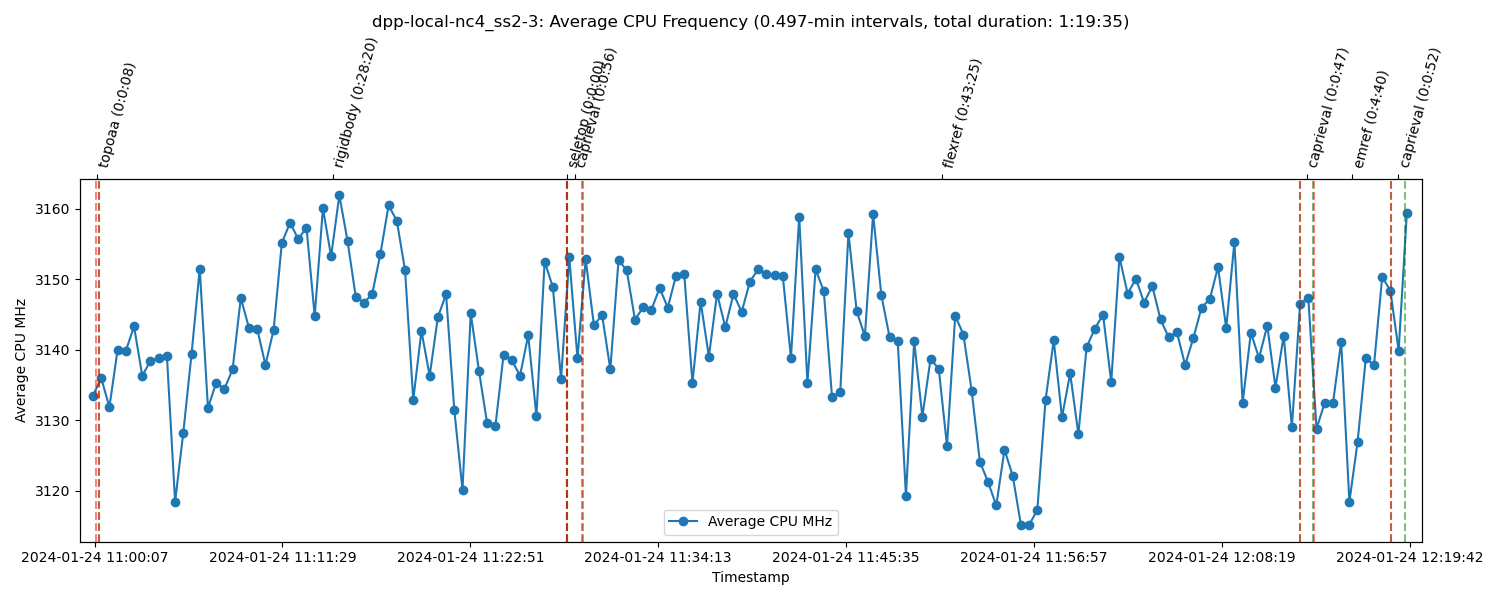 dpp-local-nc4_ss2-3: Average CPU Frequency (0.497-min intervals, total duration: 1:19:35)
topoaa (0:0:08)
rigidbody (0:28:20)
seletop (0:0:00)
caprieval (0:0:56)
flexref (0:43:25)
caprieval (0:0:47)
emref (0:4:40)
caprieval (0:0:52)
Average CPU MHz
3160
3150
3140
3130
3120
Average CPU MHz
2024-01-24 11:00:07
2024-01-24 11:11:29
2024-01-24 11:22:51
2024-01-24 11:34:13
2024-01-24 11:45:35
2024-01-24 11:56:57
2024-01-24 12:08:19
2024-01-24 12:19:42
Timestamp